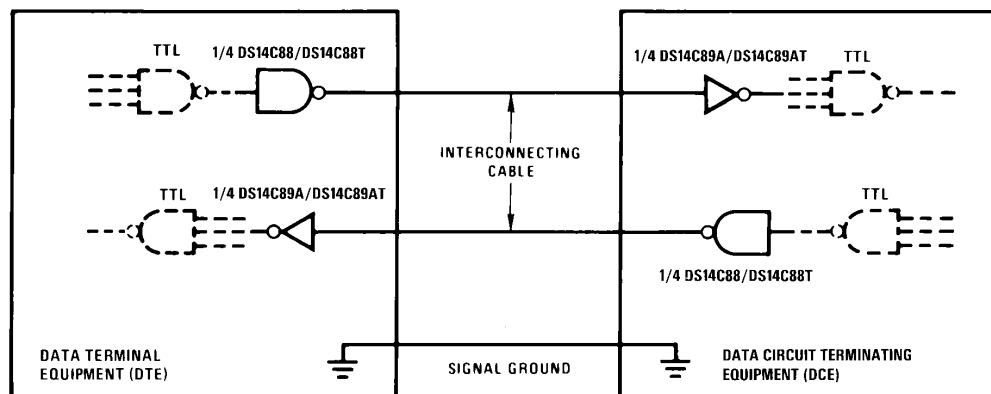 TTL
1/4 DS14C88/DS14C88T
1/4 DS14C89A/DS14C89AT
TTL
INTERCONNECTING
CABLE
TTL
1/4 DS14C89A/DS14C89AT
TTL
1/4 DS14C88/DS14C88T
DATA TERMINAL
EQUIPMENT (DTE)
SIGNAL GROUND
DATA CIRCUIT TERMINATING
EQUIPMENT (DCE)